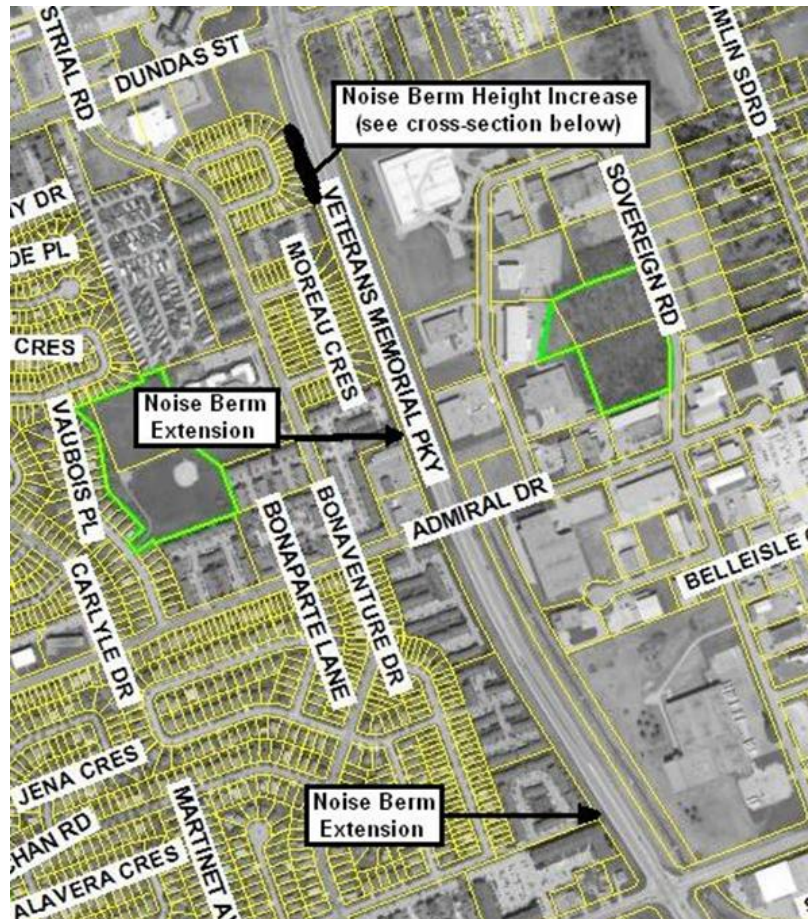 STRIAL RD
DUNDAS ST
MLIN SDRD
Noise Berm Height Increase
(see cross-section below)
SOVEREIGN RD
Y DR
DE PL
VETERANS MEMORIAL PKY
MOREAU CRES
CRES
Noise Berm
Extension
VAUBOIS PL
ADMIRAL DR
BONAVENTURE DR
BONAPARTE LANE
BELLEISLE
CARLYLE DR
JENA CRES
Noise Berm
Extension
CHAN RD
MARTINET AV
ALAVERA CRES